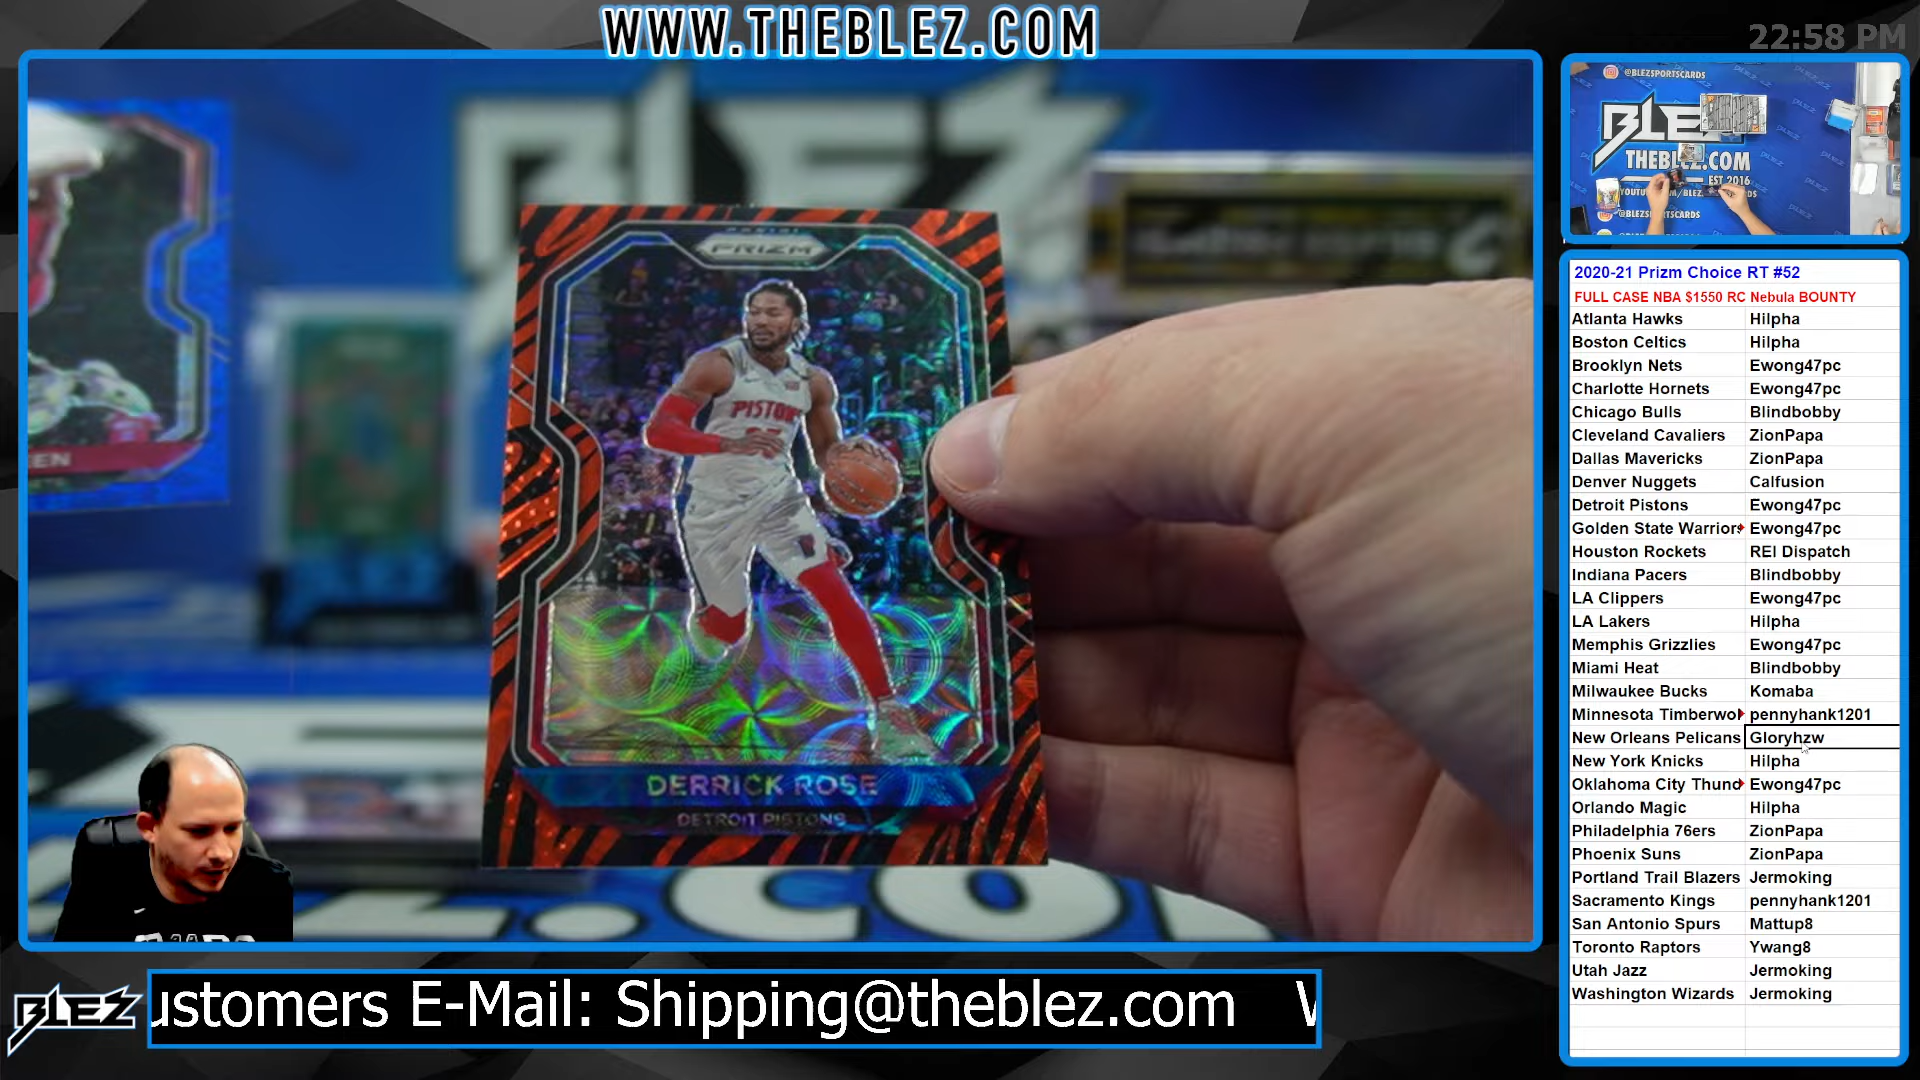 WWW.THEBLEZ.COM
22:58 PM
BLEZ
@BLEZSPORTSCARDS
BLEZ
THEBLEZ.COM
EST 2016
PANINI
PRIZM
PISTONS
DERRICK ROSE
DETROIT PISTONS
EEN
2020-21 Prizm Choice RT #52
FULL CASE NBA $1550 RC Nebula BOUNTY
Atlanta Hawks Hilpha
Boston Celtics Hilpha
Brooklyn Nets Ewong47pc
Charlotte Hornets Ewong47pc
Chicago Bulls Blindbobby
Cleveland Cavaliers ZionPapa
Dallas Mavericks ZionPapa
Denver Nuggets Calfusion
Detroit Pistons Ewong47pc
Golden State Warriors Ewong47pc
Houston Rockets REI Dispatch
Indiana Pacers Blindbobby
LA Clippers Ewong47pc
LA Lakers Hilpha
Memphis Grizzlies Ewong47pc
Miami Heat Blindbobby
Milwaukee Bucks Komaba
Minnesota Timberwol pennyhank1201
New Orleans Pelicans Gloryhzw
New York Knicks Hilpha
Oklahoma City Thund Ewong47pc
Orlando Magic Hilpha
Philadelphia 76ers ZionPapa
Phoenix Suns ZionPapa
Portland Trail Blazers Jermoking
Sacramento Kings pennyhank1201
San Antonio Spurs Mattup8
Toronto Raptors Ywang8
Utah Jazz Jermoking
Washington Wizards Jermoking
BLEZ
ustomers E-Mail: Shipping@theblez.com W